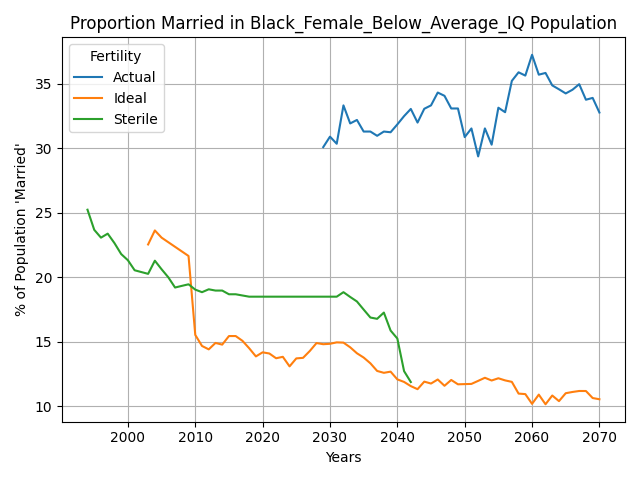 Proportion Married in Black_Female_Below_Average_IQ Population
Fertility
Actual
Ideal
Sterile
% of Population 'Married'
35
30
25
20
15
10
2000 2010 2020 2030 2040 2050 2060 2070
Years